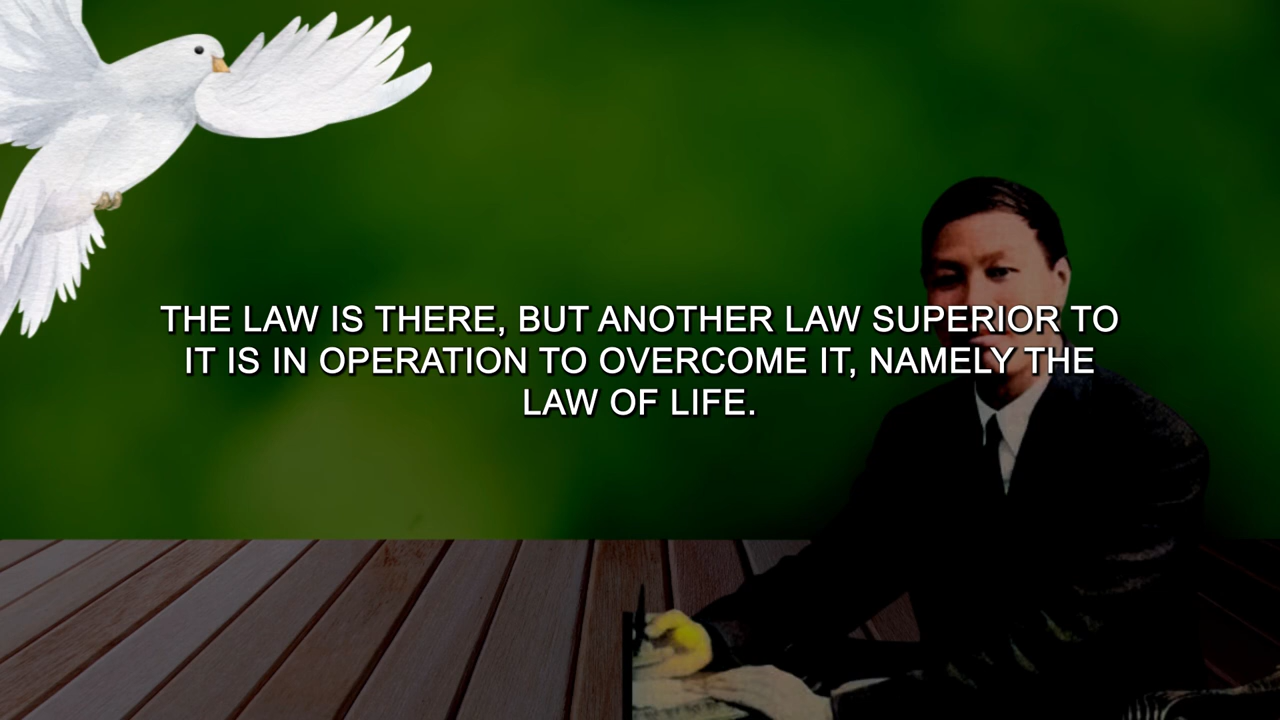 THE LAW IS THERE, BUT ANOTHER LAW SUPERIOR TO
IT IS IN OPERATION TO OVERCOME IT, NAMELY THE
LAW OF LIFE.